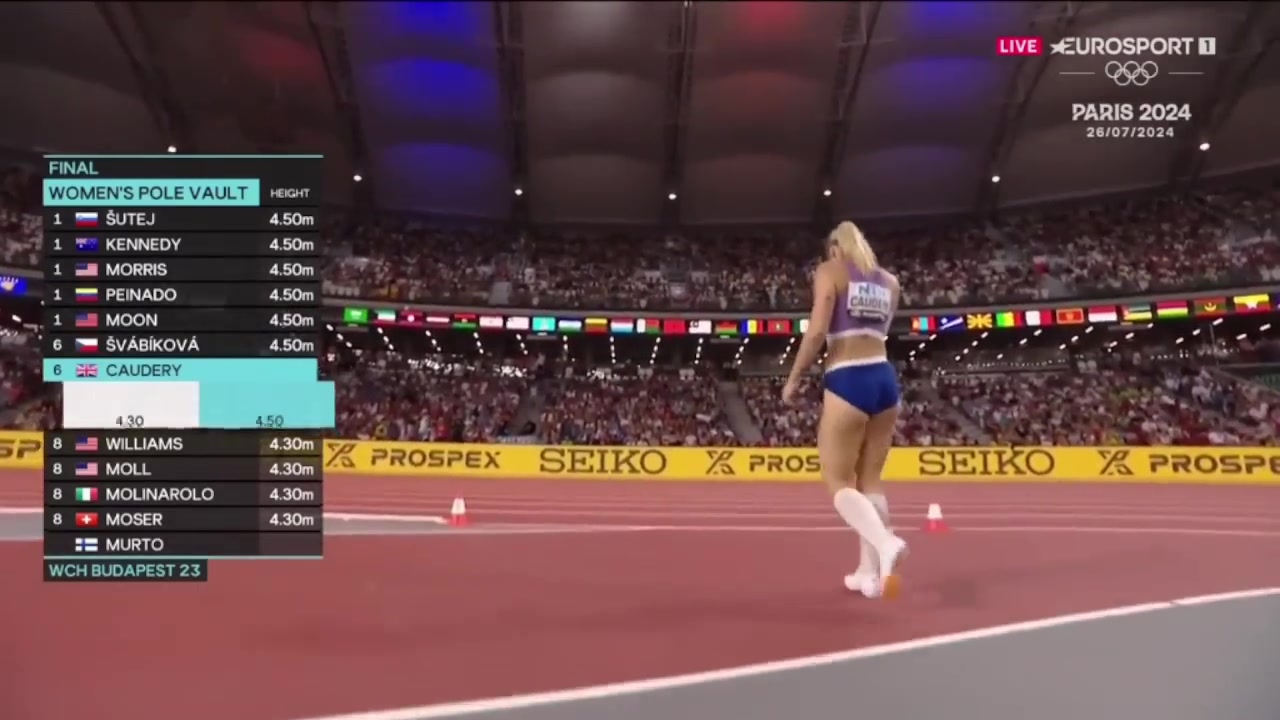 LIVE EUROSPORT 1
PARIS 2024
26/07/2024
FINAL
WOMEN'S POLE VAULT HEIGHT
1 ŠUTEJ 4.50m
1 KENNEDY 4.50m
1 MORRIS 4.50m
1 PEINADO 4.50m
1 MOON 4.50m
6 ŠVÁBÍKOVÁ 4.50m
6 CAUDERY
4.30 4.50
8 WILLIAMS 4.30m
8 MOLL 4.30m
8 MOLINAROLO 4.30m
8 MOSER 4.30m
MURTO
WCH BUDAPEST 23
CAUDERY
SP PROSPEX SEIKO PROS SEIKO PROSPE